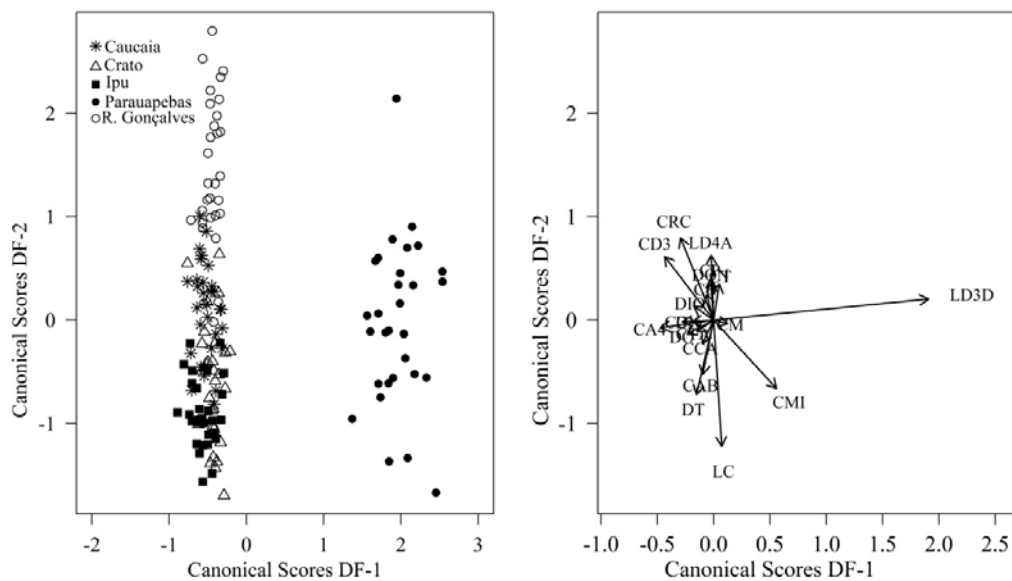 Caucaia
Crato
Ipu
Parauapebas
R. Gonçalves
2
1
0
-1
Canonical Scores DF-2
-2 -1 0 1 2 3
Canonical Scores DF-1
2
1
0
-1
Canonical Scores DF-2
CRC
CD3
LD4A
LD3D
CA4
CCA
CAB
DT
CMI
LC
-1.0 -0.5 0.0 0.5 1.0 1.5 2.0 2.5
Canonical Scores DF-1